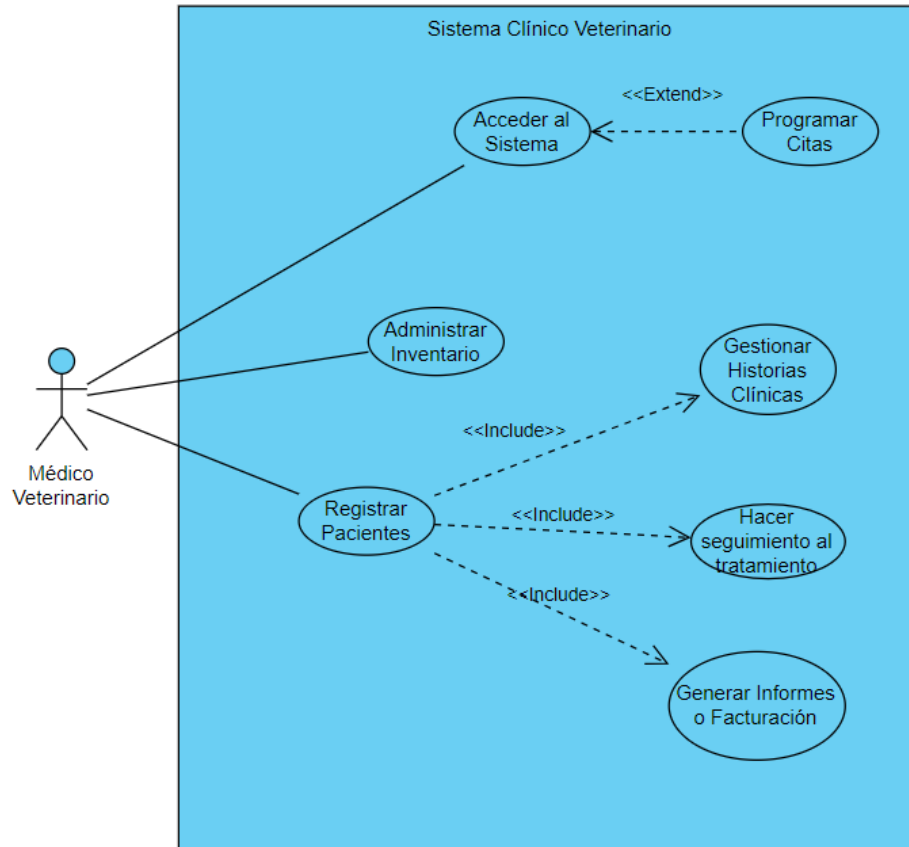 Sistema Clínico Veterinario
<<Extend>>
Acceder al
Sistema
Programar
Citas
Administrar
Inventario
Gestionar
Historias
Clínicas
<<Include>>
Médico
Veterinario
Registrar
Pacientes
<<Include>>
Hacer
seguimiento al
tratamiento
<<Include>>
Generar Informes
o Facturación